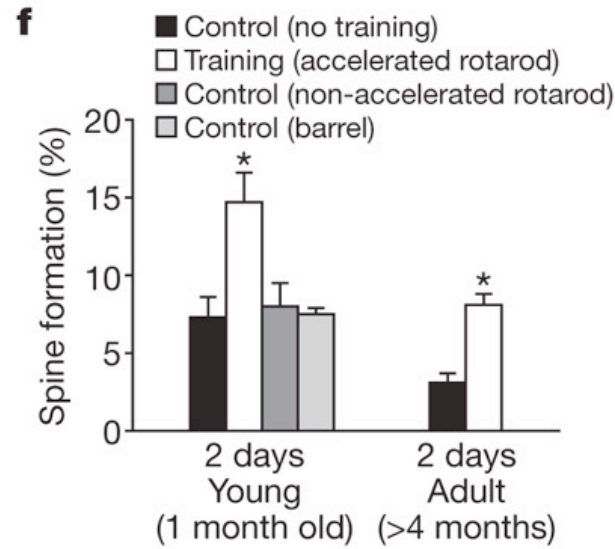 f
Control (no training)
Training (accelerated rotarod)
Control (non-accelerated rotarod)
Control (barrel)
Spine formation (%)
20
15
10
5
0
*
*
2 days
Young
(1 month old)
2 days
Adult
(>4 months)